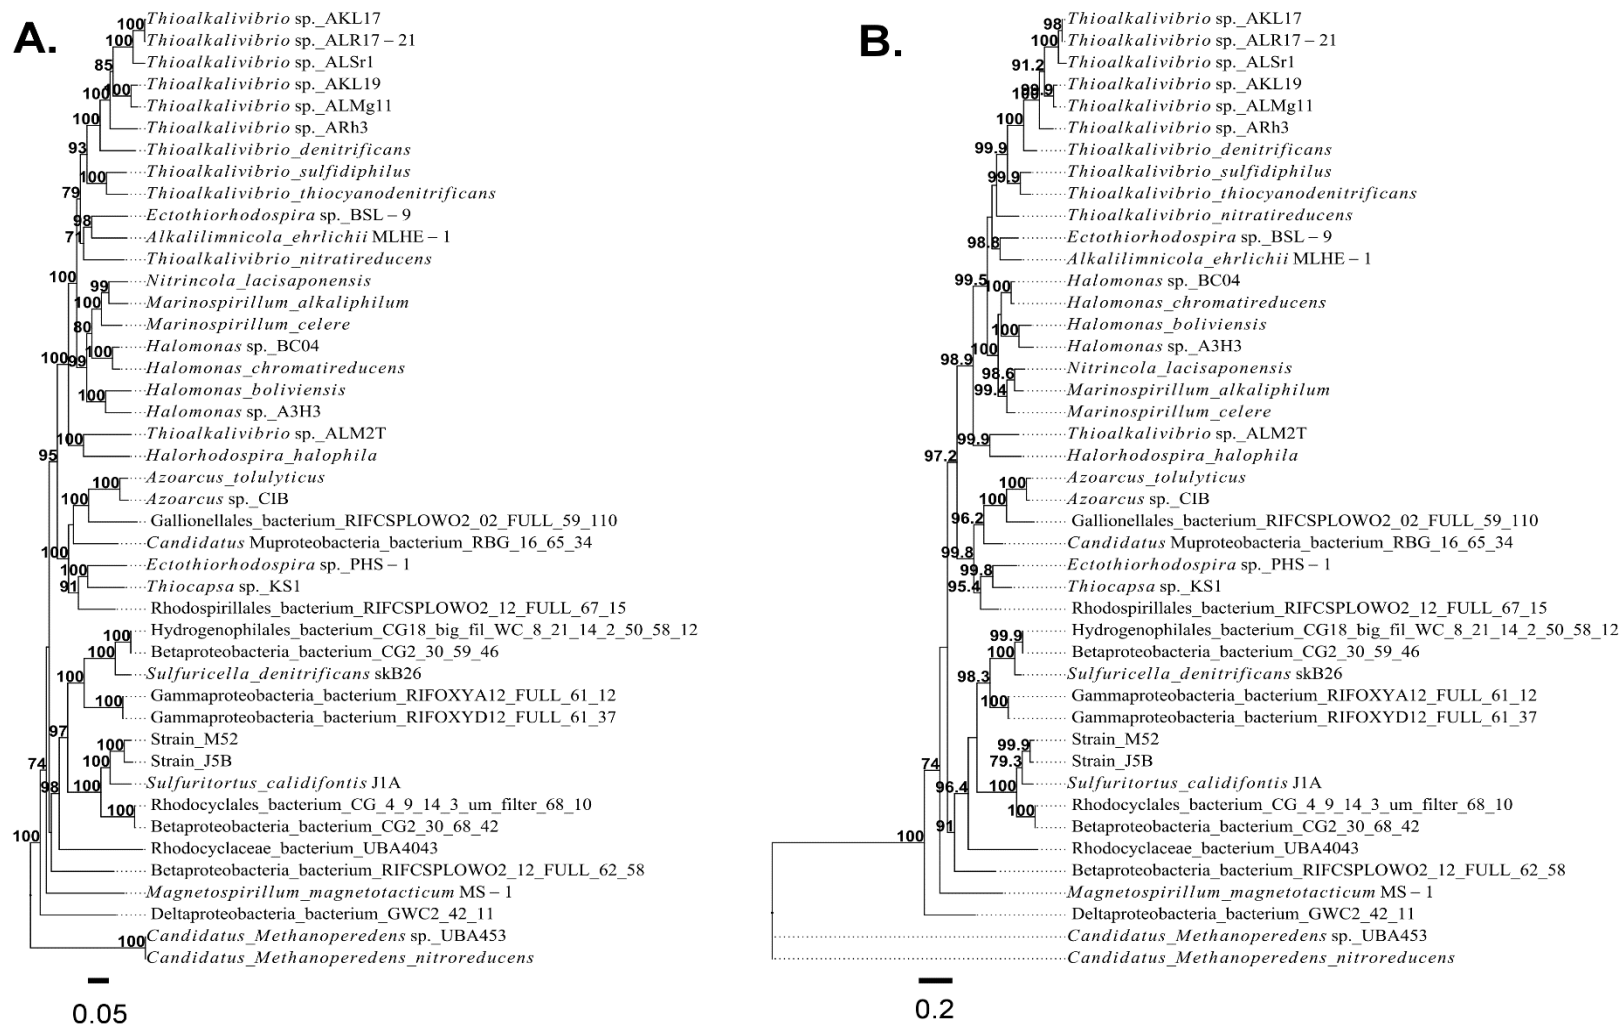 A.
100
Thioalkalivibrio sp._AKL17
100
Thioalkalivibrio sp._ALR17 – 21
Thioalkalivibrio sp._ALSr1
85
Thioalkalivibrio sp._AKL19
100
100
Thioalkalivibrio sp._ALMg11
100
Thioalkalivibrio sp._ARh3
93
Thioalkalivibrio_denitrificans
Thioalkalivibrio_sulfidiphilus
100
79
Thioalkalivibrio_thiocyanodenitrificans
98
Ectothiorhodospira sp._BSL – 9
71
Alkalilimnicola_ehrlichii MLHE – 1
Thioalkalivibrio_nitratireducens
100
Nitrincola_lacisaponensis
99
100
Marinospirillum_alkaliphilum
80
Marinospirillum_celere
Halomonas sp._BC04
100
100
99
Halomonas_chromatireducens
Halomonas_boliviensis
100
Halomonas sp._A3H3
Thioalkalivibrio sp._ALM2T
100
95
Halorhodospira_halophila
Azoarcus_tolulyticus
100
100
Azoarcus sp._CIB
Gallionellales_bacterium_RIFCSPLOWO2_02_FULL_59_110
Candidatus Muproteobacteria_bacterium_RBG_16_65_34
100
Ectothiorhodospira sp._PHS – 1
100
91
Thiocapsa sp._KS1
Rhodospirillales_bacterium_RIFCSPLOWO2_12_FULL_67_15
Hydrogenophilales_bacterium_CG18_big_fil_WC_8_21_14_2_50_58_12
100
100
Betaproteobacteria_bacterium_CG2_30_59_46
100
Sulfuricella_denitrificans skB26
Gammaproteobacteria_bacterium_RIFOXYA12_FULL_61_12
100
Gammaproteobacteria_bacterium_RIFOXYD12_FULL_61_37
97
Strain_M52
100
100
Strain_J5B
74
98
100
Sulfuritortus_calidifontis J1A
Rhodocyclales_bacterium_CG_4_9_14_3_um_filter_68_10
100
Betaproteobacteria_bacterium_CG2_30_68_42
100
Rhodocyclaceae_bacterium_UBA4043
Betaproteobacteria_bacterium_RIFCSPLOWO2_12_FULL_62_58
Magnetospirillum_magnetotacticum MS – 1
Deltaproteobacteria_bacterium_GWC2_42_11
100
Candidatus_Methanoperedens sp._UBA453
Candidatus_Methanoperedens_nitroreducens
0.05
B.
98
Thioalkalivibrio sp._AKL17
100
Thioalkalivibrio sp._ALR17 – 21
91.2
Thioalkalivibrio sp._ALSr1
Thioalkalivibrio sp._AKL19
99.9
100
Thioalkalivibrio sp._ALMg11
100
Thioalkalivibrio sp._ARh3
99.9
Thioalkalivibrio_denitrificans
Thioalkalivibrio_sulfidiphilus
99.9
Thioalkalivibrio_thiocyanodenitrificans
Thioalkalivibrio_nitratireducens
98.8
Ectothiorhodospira sp._BSL – 9
Alkalilimnicola_ehrlichii MLHE – 1
99.5
Halomonas sp._BC04
100
Halomonas_chromatireducens
Halomonas_boliviensis
100
100
Halomonas sp._A3H3
98.9
Nitrincola_lacisaponensis
98.6
99.4
Marinospirillum_alkaliphilum
Marinospirillum_celere
Thioalkalivibrio sp._ALM2T
99.9
97.2
Halorhodospira_halophila
Azoarcus_tolulyticus
100
100
Azoarcus sp._CIB
96.2
Gallionellales_bacterium_RIFCSPLOWO2_02_FULL_59_110
Candidatus Muproteobacteria_bacterium_RBG_16_65_34
99.8
Ectothiorhodospira sp._PHS – 1
99.8
95.4
Thiocapsa sp._KS1
Rhodospirillales_bacterium_RIFCSPLOWO2_12_FULL_67_15
Hydrogenophilales_bacterium_CG18_big_fil_WC_8_21_14_2_50_58_12
99.9
100
Betaproteobacteria_bacterium_CG2_30_59_46
98.3
Sulfuricella_denitrificans skB26
Gammaproteobacteria_bacterium_RIFOXYA12_FULL_61_12
100
Gammaproteobacteria_bacterium_RIFOXYD12_FULL_61_37
Strain_M52
99.9
79.3
Strain_J5B
74
96.4
100
Sulfuritortus_calidifontis J1A
Rhodocyclales_bacterium_CG_4_9_14_3_um_filter_68_10
100
91
Betaproteobacteria_bacterium_CG2_30_68_42
100
Rhodocyclaceae_bacterium_UBA4043
Betaproteobacteria_bacterium_RIFCSPLOWO2_12_FULL_62_58
Magnetospirillum_magnetotacticum MS – 1
Deltaproteobacteria_bacterium_GWC2_42_11
Candidatus_Methanoperedens sp._UBA453
Candidatus_Methanoperedens_nitroreducens
0.2